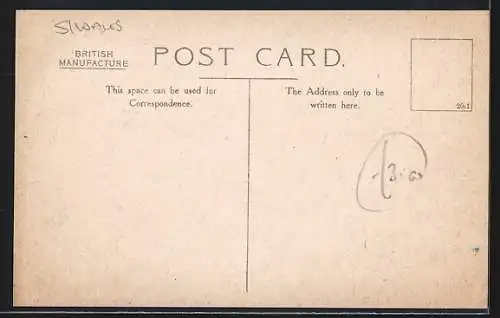 S/WALES
BRITISH
MANUFACTURE
POST CARD.
This space can be used for
Correspondence.
The Address only to be
written here.